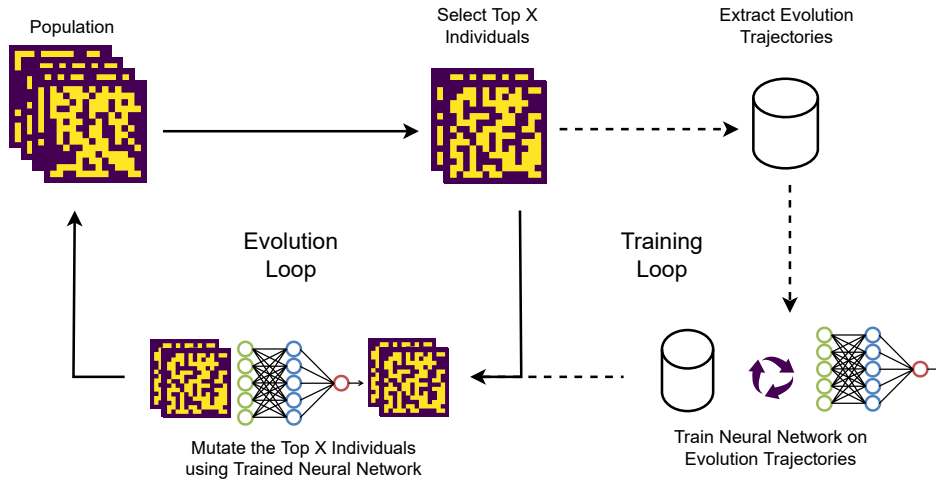 Population
Select Top X
Individuals
Extract Evolution
Trajectories
Evolution
Loop
Training
Loop
Mutate the Top X Individuals
using Trained Neural Network
Train Neural Network on
Evolution Trajectories